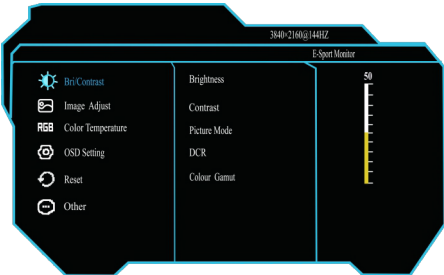 3840×2160@144HZ
E-Sport Monitor
Bri/Contrast
Image Adjust
RGB Color Temperature
OSD Setting
Reset
Other
Brightness
Contrast
Picture Mode
DCR
Colour Gamut
50